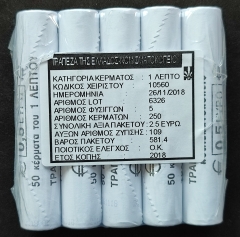 ΤΡΑΠΕΖΑ ΤΗΣ ΕΛΛΑΔΟΣ
ΚΑΤΗΓΟΡΙΑ ΚΕΡΜΑΤΟΣ : 1 ΛΕΠΤΟ
ΚΩΔΙΚΟΣ ΧΕΙΡΙΣΤΟΥ : 10560
ΗΜΕΡΟΜΗΝΙΑ : 26/11/2018
ΑΡΙΘΜΟΣ LOT : 6326
ΑΡΙΘΜΟΣ ΦΥΣΙΓΓΩΝ : 5
ΑΡΙΘΜΟΣ ΚΕΡΜΑΤΩΝ : 250
ΣΥΝΟΛΙΚΗ ΑΞΙΑ ΠΑΚΕΤΟΥ : 2.5 ΕΥΡΩ
ΑΥΞΩΝ ΑΡΙΘΜΟΣ ΖΥΓΙΣΗΣ : 109
ΒΑΡΟΣ ΠΑΚΕΤΟΥ : 581.4
ΠΟΙΟΤΙΚΟΣ ΕΛΕΓΧΟΣ : O.K.
ΕΤΟΣ ΚΟΠΗΣ : 2018
50 κέρματα του 1 ΛΕΠΤΟΥ